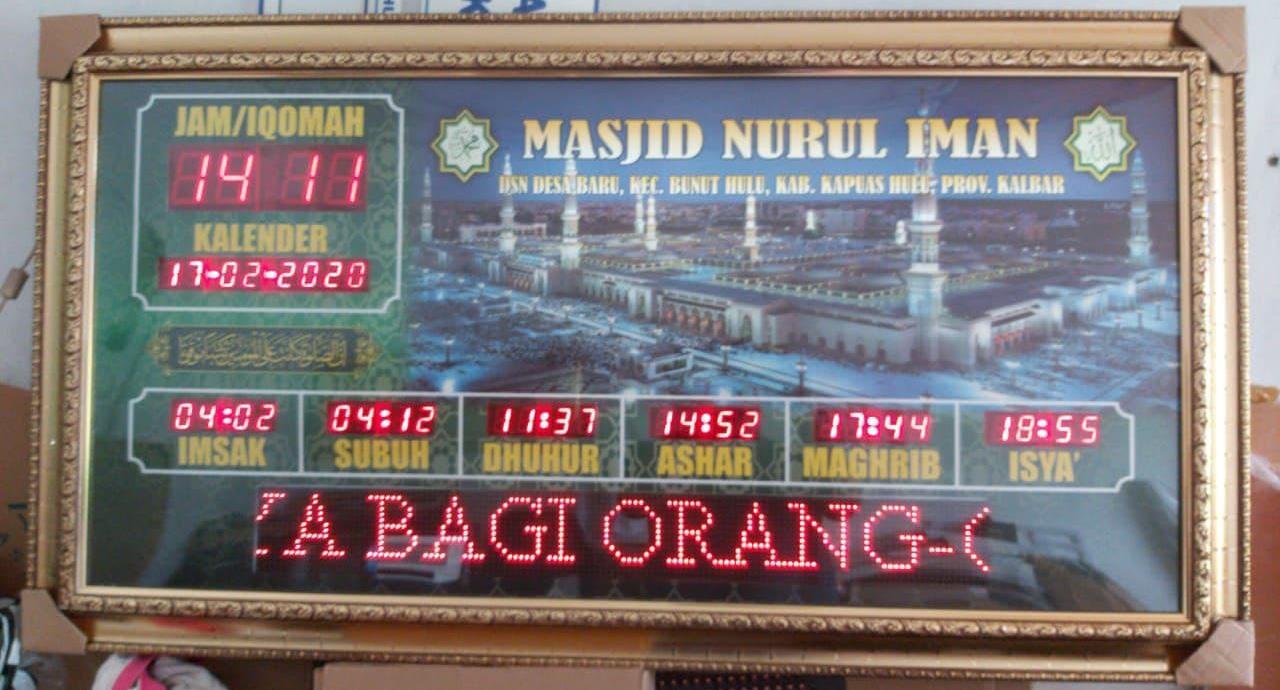 JAM/IQOMAH
14 11
KALENDER
17-02-2020
MASJID NURUL IMAN
DSN DESA BARU, KEC. BUNUT HULU, KAB. KAPUAS HULU, PROV. KALBAR
04:02
IMSAK
04:12
SUBUH
11:37
DHUHUR
14:52
ASHAR
17:44
MAGHRIB
18:55
ISYA'
A BAGI ORANG-